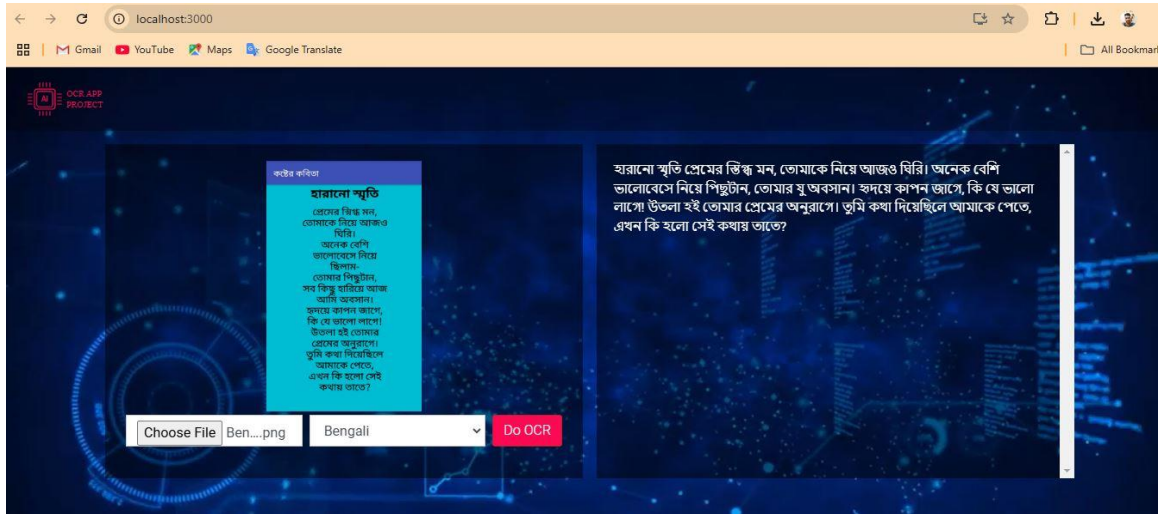 localhost:3000
Gmail YouTube Maps Google Translate
All Bookmar
AI
OCR APP
PROJECT
কষ্টের কবিতা
হারানো স্মৃতি
প্রেমের স্নিগ্ধ মন,
তোমাকে নিয়ে আজও
ঘিরি।
অনেক বেশি
ভালোবেসে নিয়ে
ছিলাম-
তোমার পিছুটান,
সব কিছু হারিয়ে আজ
আমি অবসান।
হৃদয়ে কাপন জাগে,
কি যে ভালো লাগে!
উতলা হই তোমার
প্রেমের অনুরাগে।
তুমি কথা দিয়েছিলে
আমাকে পেতে,
এখন কি হলো সেই
কথায় তাতে?
Choose File Ben....png
Bengali
Do OCR
হারানো স্মৃতি প্রেমের স্তিগ্ধ মন, তোমাকে নিয়ে আজও ঘিরি। অনেক বেশি
ভালোবেসে নিয়ে পিছুটান, তোমার যু অবসান। হৃদয়ে কাপন জাগে, কি যে ভালো
লাগে! উতলা হই তোমার প্রেমের অনুরাগে। তুমি কথা দিয়েছিলে আমাকে পেতে,
এখন কি হলো সেই কথায় তাতে?